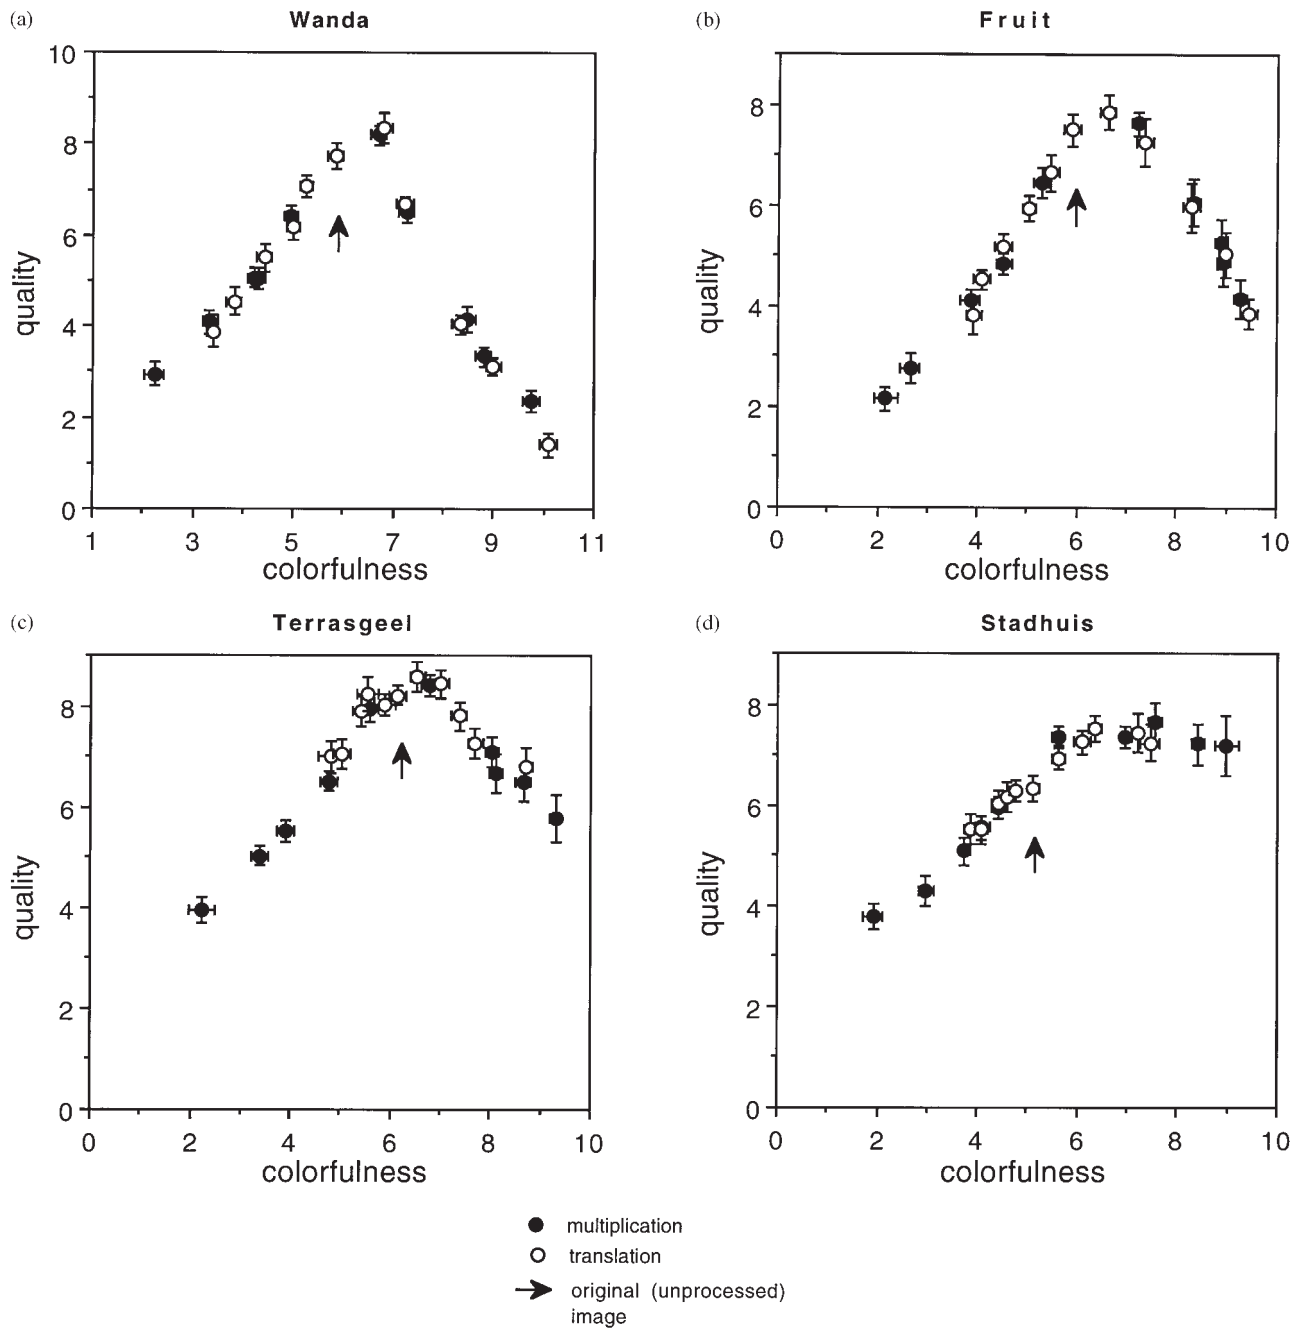 (a)
Wanda
10
8
6
4
2
0
quality
1 3 5 7 9 11
colorfulness
(b)
Fruit
8
6
4
2
0
quality
0 2 4 6 8 10
colorfulness
(c)
Terrasgeel
8
6
4
2
0
quality
0 2 4 6 8 10
colorfulness
(d)
Stadhuis
8
6
4
2
0
quality
0 2 4 6 8 10
colorfulness
multiplication
translation
original (unprocessed)
image